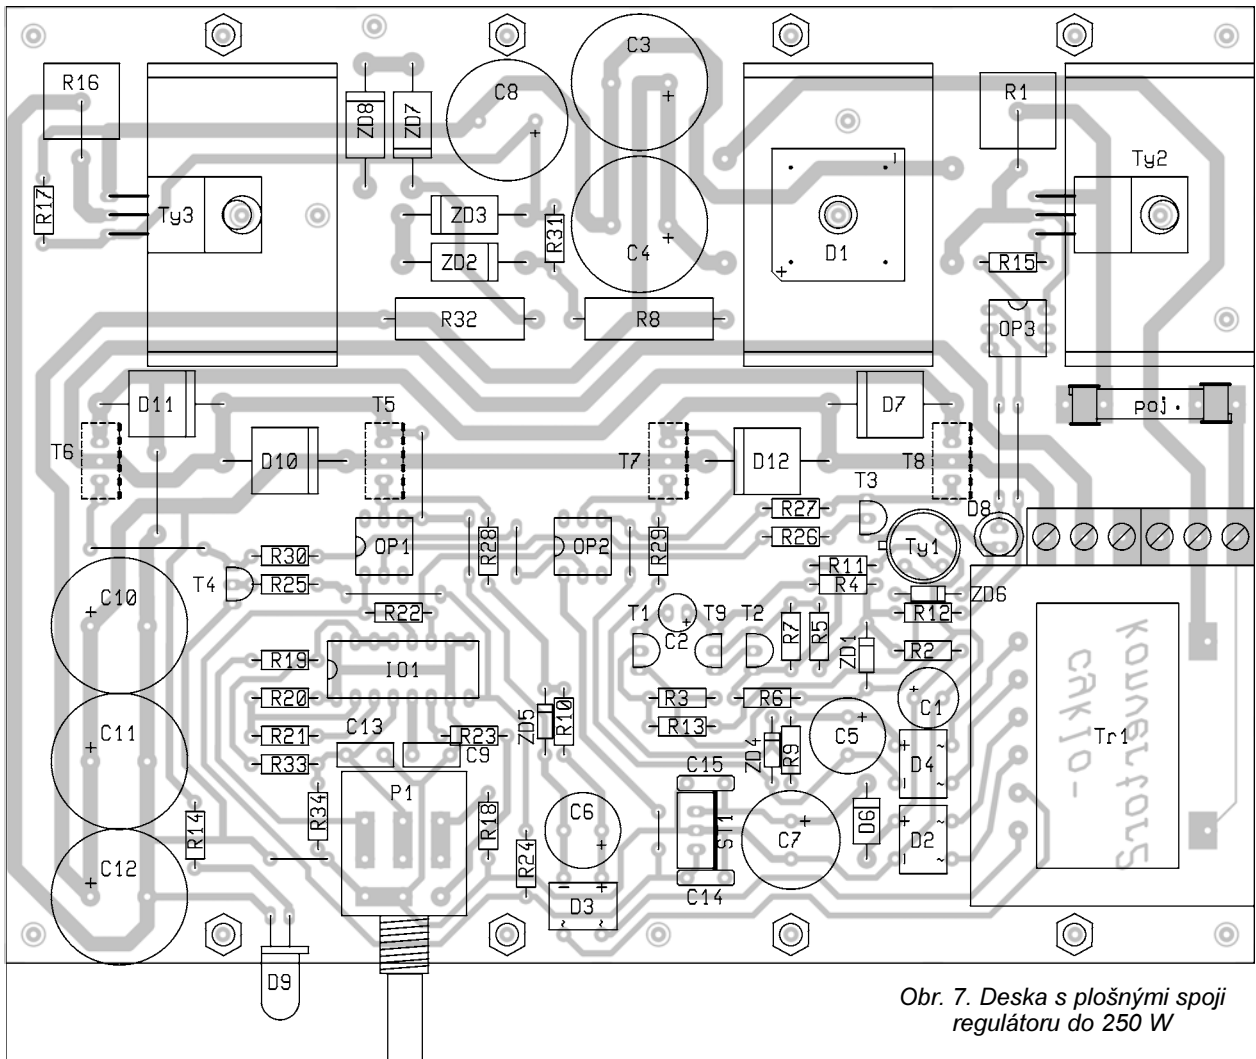 C3
R16
C8
R1
ZD8
ZD7
Ty2
R17
Ty3
ZD3
R31
C4
D1
ZD2
R15
R32
R8
OP3
D11
T5
D7
poj.
T6
D10
T7
D12
T8
T3
R27
D8
OP1
R28
OP2
R29
R26
Ty1
R30
R11
T4
R25
R4
ZD6
C10
R22
T1
T9
T2
R12
C2
R7
R5
ZD1
R2
R19
IO1
R20
R3
R6
C1
C11
R21
C13
R23
C9
ZD5
R10
R13
ZD4
R9
C5
D4
Tr1
R33
P1
C15
R14
R34
R18
C6
ST1
C7
D6
D2
C12
R24
C14
D3
D9
Obr. 7. Deska s plošnými spoji
regulátoru do 250 W